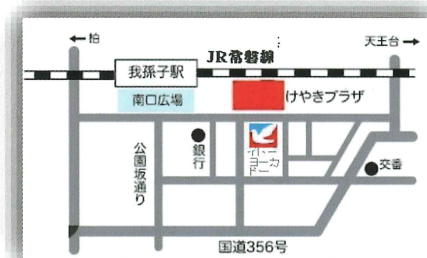 ←柏
天王台→
JR常磐線
我孫子駅
南口広場
けやきプラザ
公園坂通り
銀行
イトー
ヨーカ
ドー
交番
国道356号